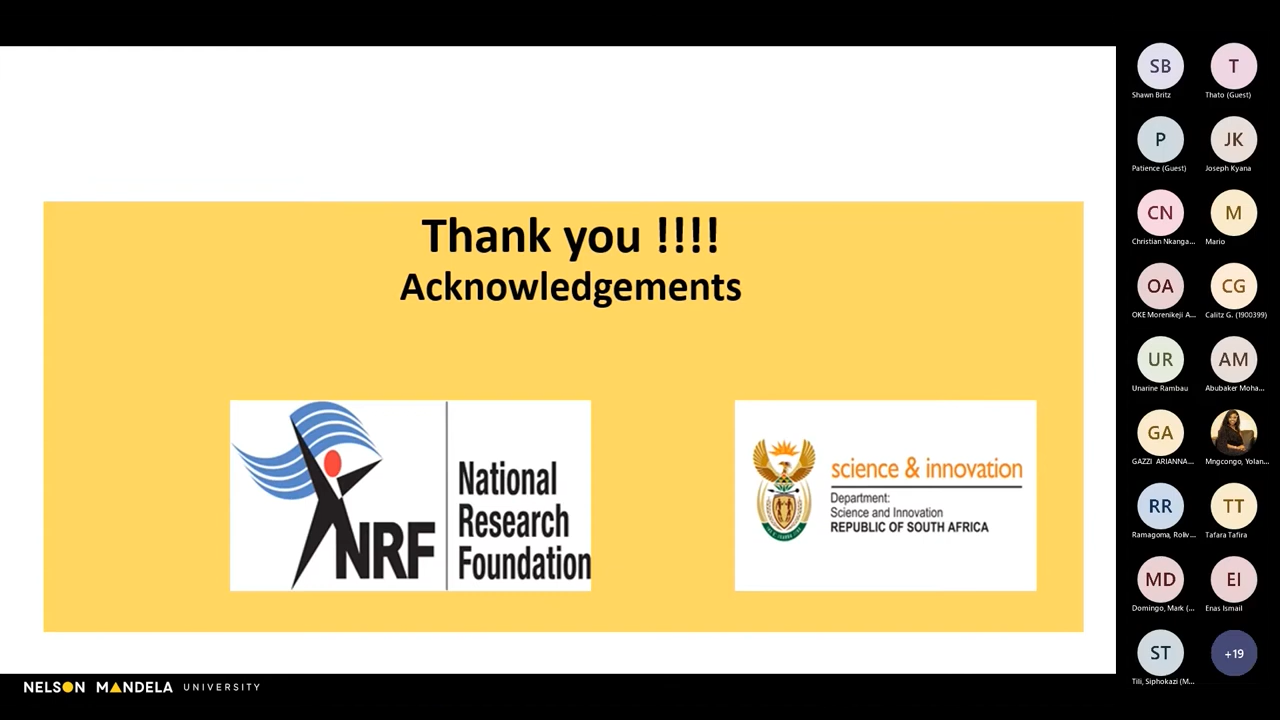 Thank you !!!!
Acknowledgements
NRF
National
Research
Foundation
science & innovation
Department:
Science and Innovation
REPUBLIC OF SOUTH AFRICA
NELSON MANDELA UNIVERSITY
SB
Shawn Britz
T
Thato (Guest)
P
Patience (Guest)
JK
Joseph Kyana
CN
Christian Nkanga...
M
Mario
OA
OKE Morenikeji A...
CG
Calitz G. (1900399)
UR
Unarine Rambau
AM
Abubaker Moha...
GA
GAZZI ARIANNA...
Mngcongo, Yolan...
RR
Ramagoma, Roliv...
TT
Tafara Tafira
MD
Domingo, Mark (...
EI
Enas Ismail
ST
Tili, Siphokazi (M...
+19